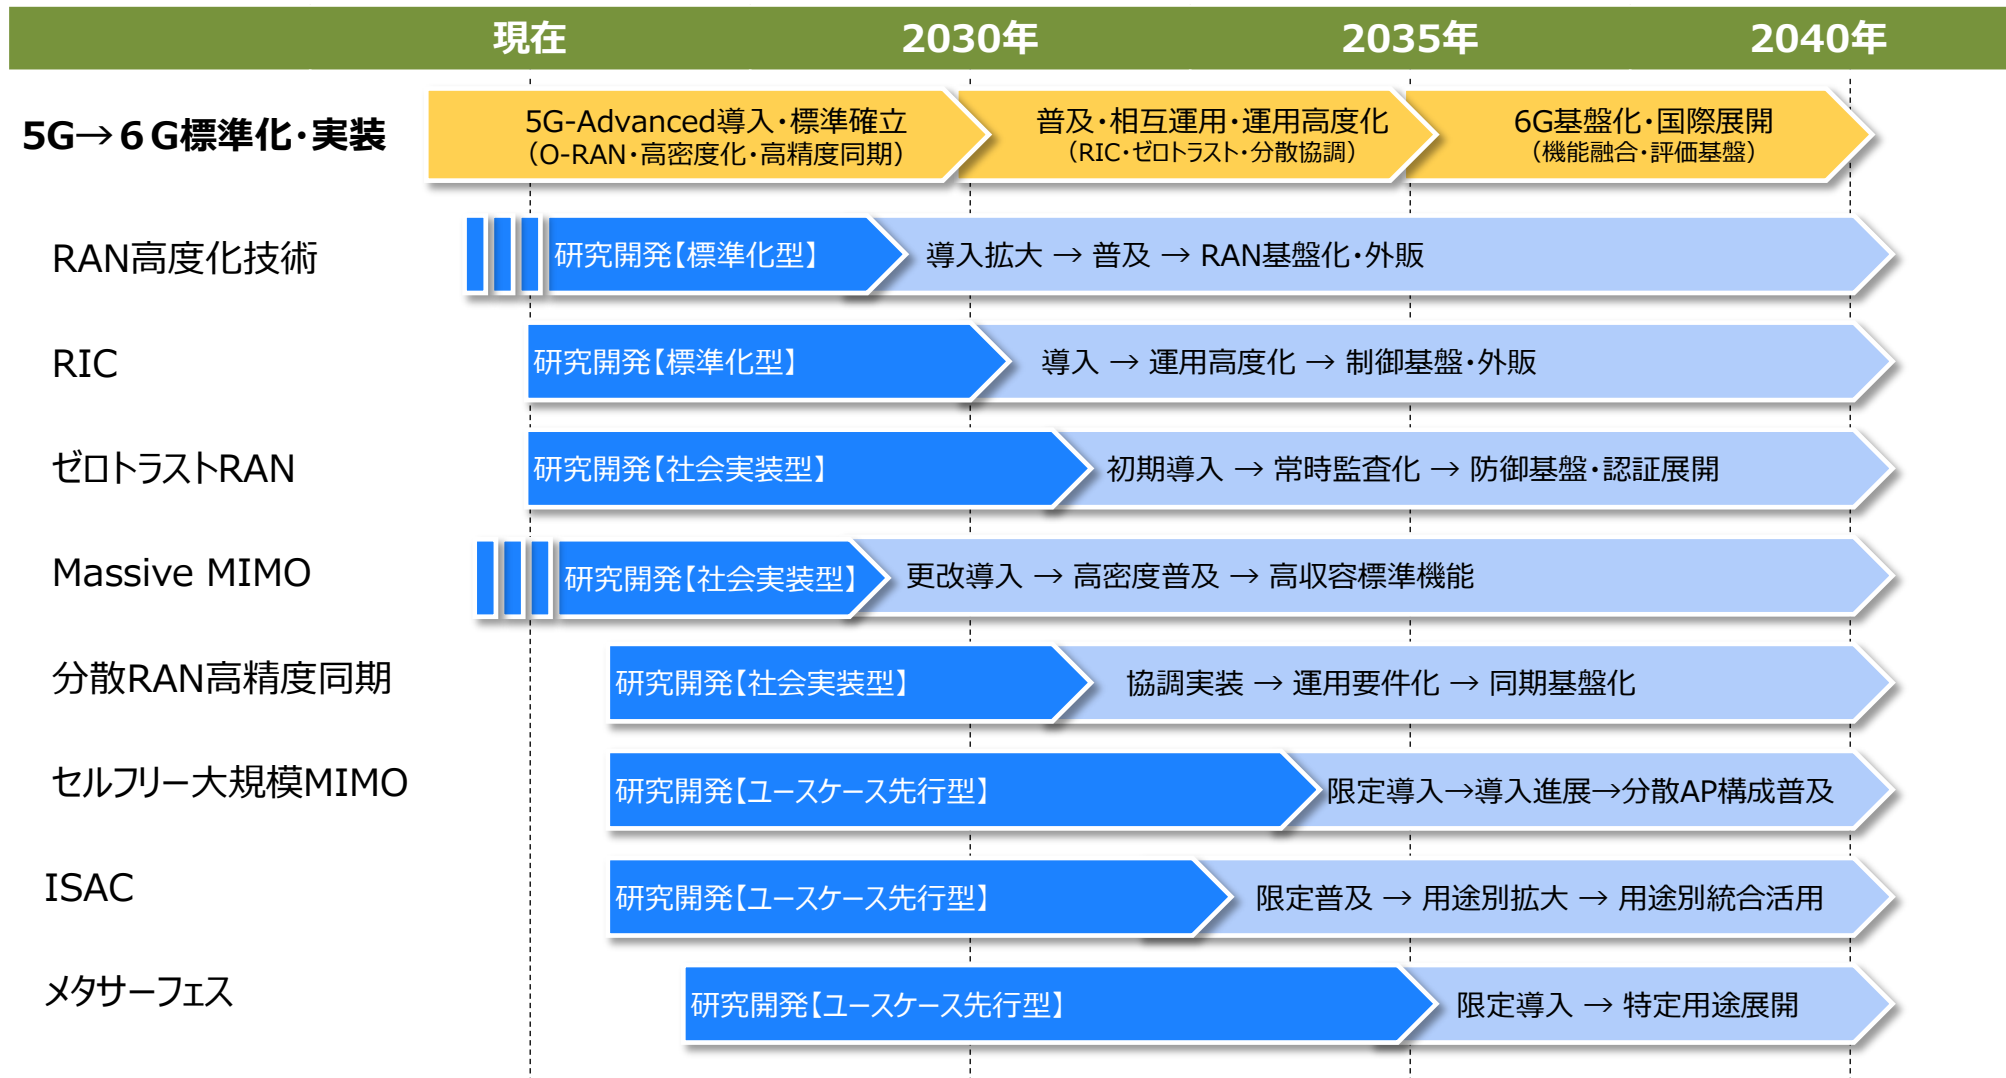 現在 2030年 2035年 2040年
5G→６G標準化・実装
5G-Advanced導入・標準確立
（O-RAN・高密度化・高精度同期）
普及・相互運用・運用高度化
（RIC・ゼロトラスト・分散協調）
6G基盤化・国際展開
（機能融合・評価基盤）
RAN高度化技術
研究開発【標準化型】
導入拡大 → 普及 → RAN基盤化・外販
RIC
研究開発【標準化型】
導入 → 運用高度化 → 制御基盤・外販
ゼロトラストRAN
研究開発【社会実装型】
初期導入 → 常時監査化 → 防御基盤・認証展開
Massive MIMO
研究開発【社会実装型】
更改導入 → 高密度普及 → 高収容標準機能
分散RAN高精度同期
研究開発【社会実装型】
協調実装 → 運用要件化 → 同期基盤化
セルフリー大規模MIMO
研究開発【ユースケース先行型】
限定導入→導入進展→分散AP構成普及
ISAC
研究開発【ユースケース先行型】
限定普及 → 用途別拡大 → 用途別統合活用
メタサーフェス
研究開発【ユースケース先行型】
限定導入 → 特定用途展開